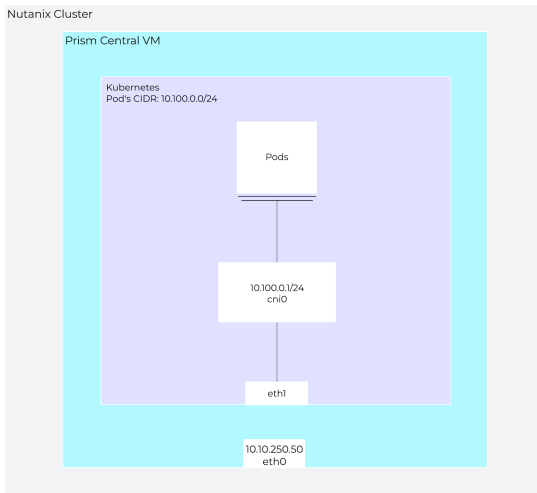 Nutanix Cluster
Prism Central VM
Kubernetes
Pod's CIDR: 10.100.0.0/24
Pods
10.100.0.1/24
cni0
eth1
10.10.250.50
eth0